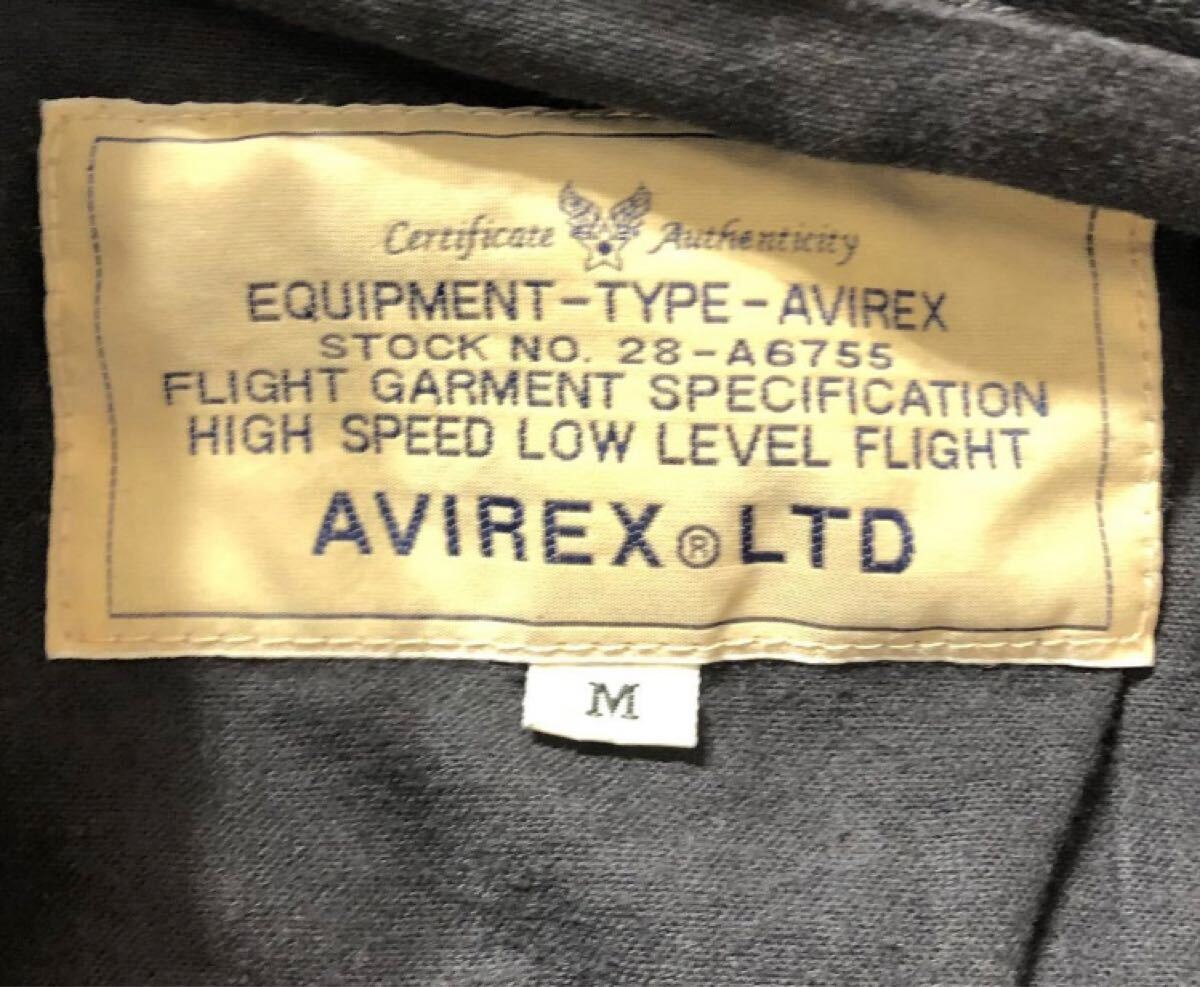 Certificate Authenticity
EQUIPMENT-TYPE-AVIREX
STOCK NO. 28-A6755
FLIGHT GARMENT SPECIFICATION
HIGH SPEED LOW LEVEL FLIGHT
AVIREX® LTD
M